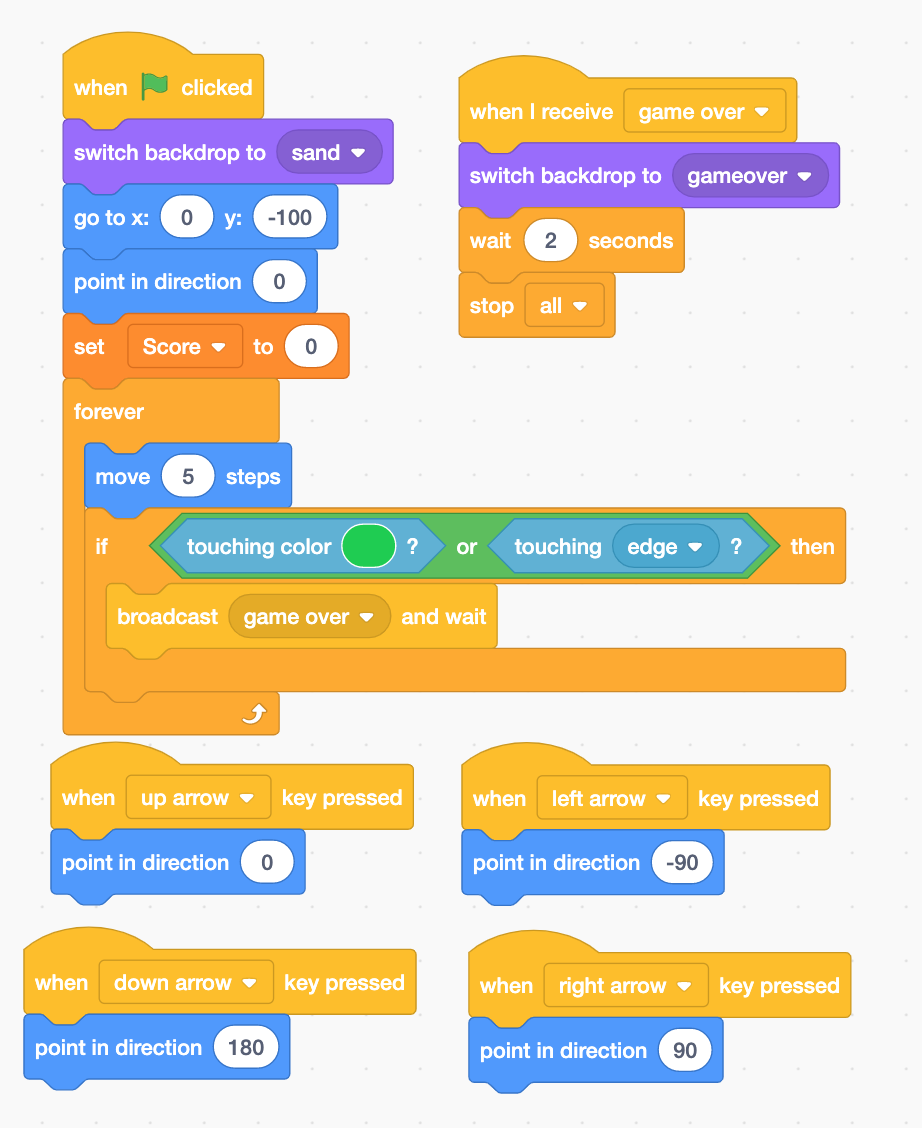 when clicked
switch backdrop to sand
go to x: 0 y: -100
point in direction 0
set Score to 0
forever
move 5 steps
if touching color ? or touching edge ? then
broadcast game over and wait
when I receive game over
switch backdrop to gameover
wait 2 seconds
stop all
when up arrow key pressed
point in direction 0
when left arrow key pressed
point in direction -90
when down arrow key pressed
point in direction 180
when right arrow key pressed
point in direction 90